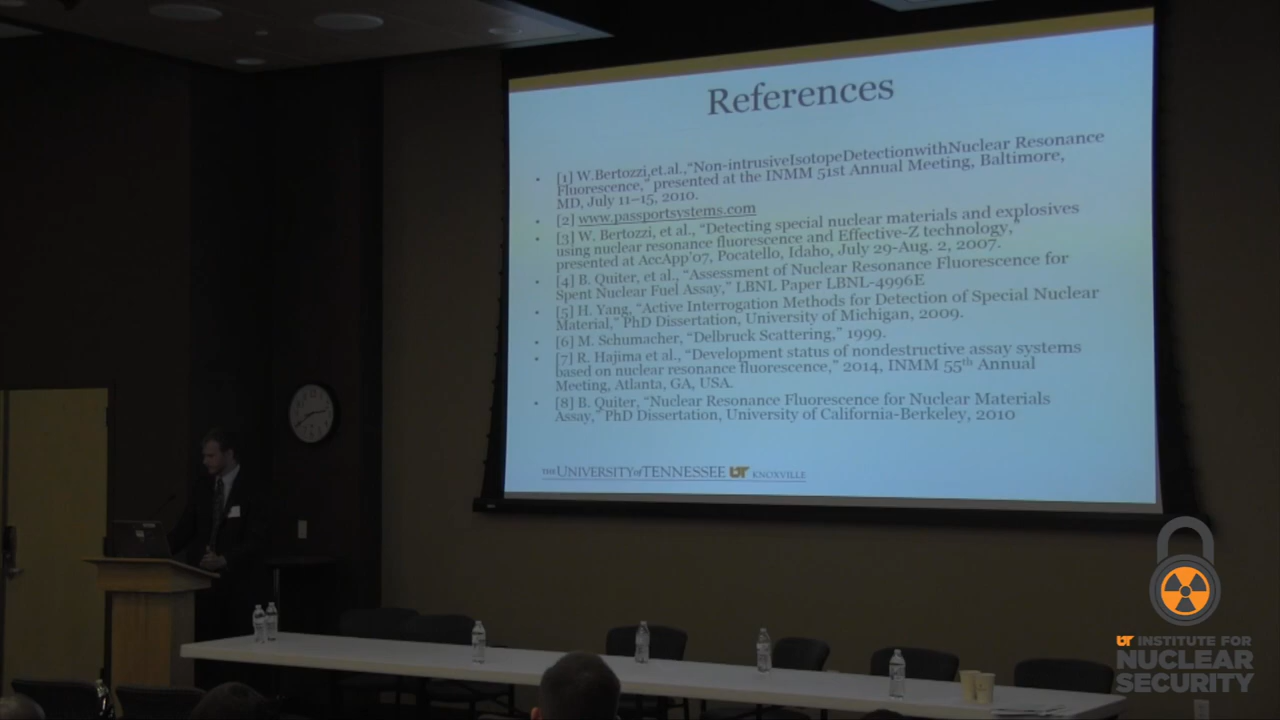 References
• [1] W.Bertozzi,et.al.,“Non-intrusiveIsotopeDetectionwithNuclear Resonance
Fluorescence,” presented at the INMM 51st Annual Meeting, Baltimore,
MD, July 11–15, 2010.
• [2] www.passportsystems.com
• [3] W. Bertozzi, et al., “Detecting special nuclear materials and explosives
using nuclear resonance fluorescence and Effective-Z technology,”
presented at AccApp’07, Pocatello, Idaho, July 29-Aug. 2, 2007.
• [4] B. Quiter, et al., “Assessment of Nuclear Resonance Fluorescence for
Spent Nuclear Fuel Assay,” LBNL Paper LBNL-4996E
• [5] H. Yang, “Active Interrogation Methods for Detection of Special Nuclear
Material,” PhD Dissertation, University of Michigan, 2009.
• [6] M. Schumacher, “Delbruck Scattering,” 1999.
• [7] R. Hajima et al., “Development status of nondestructive assay systems
based on nuclear resonance fluorescence,” 2014, INMM 55th Annual
Meeting, Atlanta, GA, USA.
• [8] B. Quiter, “Nuclear Resonance Fluorescence for Nuclear Materials
Assay,” PhD Dissertation, University of California-Berkeley, 2010
THE UNIVERSITY of TENNESSEE UT KNOXVILLE
UT INSTITUTE FOR
NUCLEAR
SECURITY